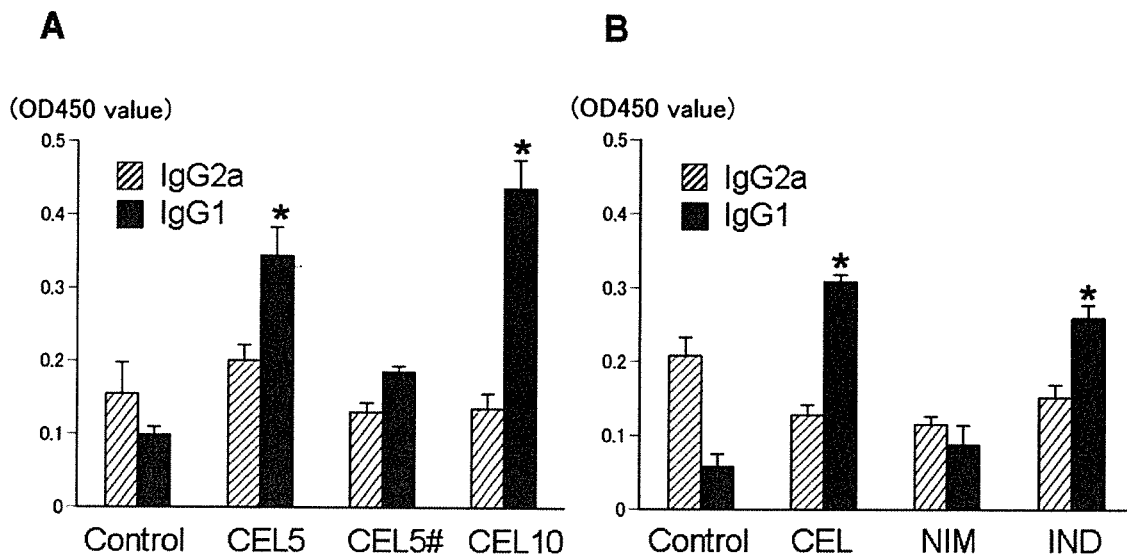 A
(OD450 value)
0.5
0.4
0.3
0.2
0.1
0
IgG2a
IgG1
*
*
Control CEL5 CEL5# CEL10
B
(OD450 value)
0.5
0.4
0.3
0.2
0.1
0
IgG2a
IgG1
*
*
Control CEL NIM IND